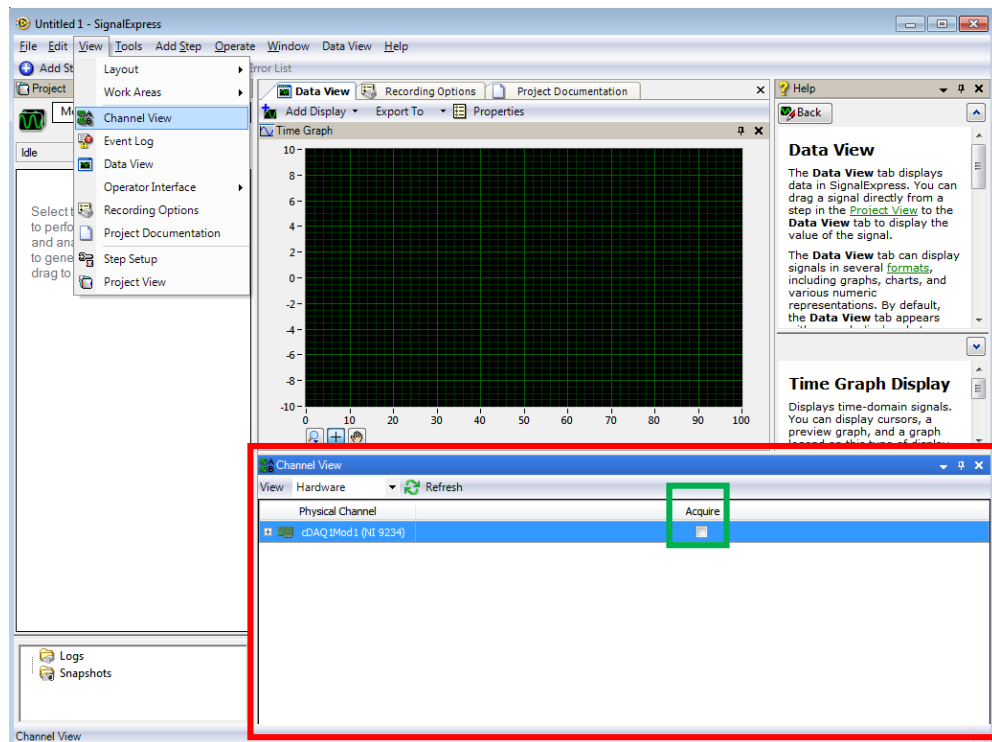 Untitled 1 - SignalExpress
File Edit View Tools Add Step Operate Window Data View Help
Add St
rror List
Project
M
Idle
Select t
to perfo
and ana
to gene
drag to
Layout
Work Areas
Channel View
Event Log
Data View
Operator Interface
Recording Options
Project Documentation
Step Setup
Project View
Data View Recording Options Project Documentation
Add Display Export To Properties
Time Graph
10
8
6
4
2
0
-2
-4
-6
-8
-10
0 10 20 30 40 50 60 70 80 90 100
Help
Back
Data View
The Data View tab displays
data in SignalExpress. You can
drag a signal directly from a
step in the Project View to the
Data View tab to display the
value of the signal.
The Data View tab can display
signals in several formats,
including graphs, charts, and
various numeric
representations. By default,
the Data View tab appears
Time Graph Display
Displays time-domain signals.
You can display cursors, a
preview graph, and a graph
Channel View
View Hardware Refresh
Physical Channel Acquire
cDAQ1Mod1 (NI 9234)
Logs
Snapshots
Channel View